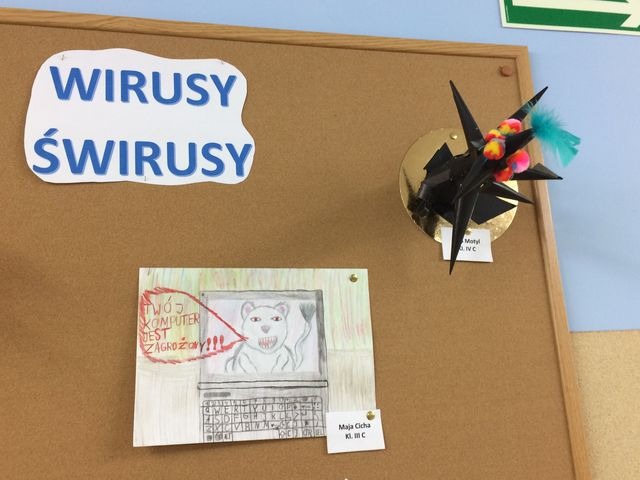 WIRUSY
ŚWIRUSY
Motyl
Kl. IV C
TWÓJ
KOMPUTER
JEST
ZAGROŻONY!!!
Maja Cicha
Kl. III C